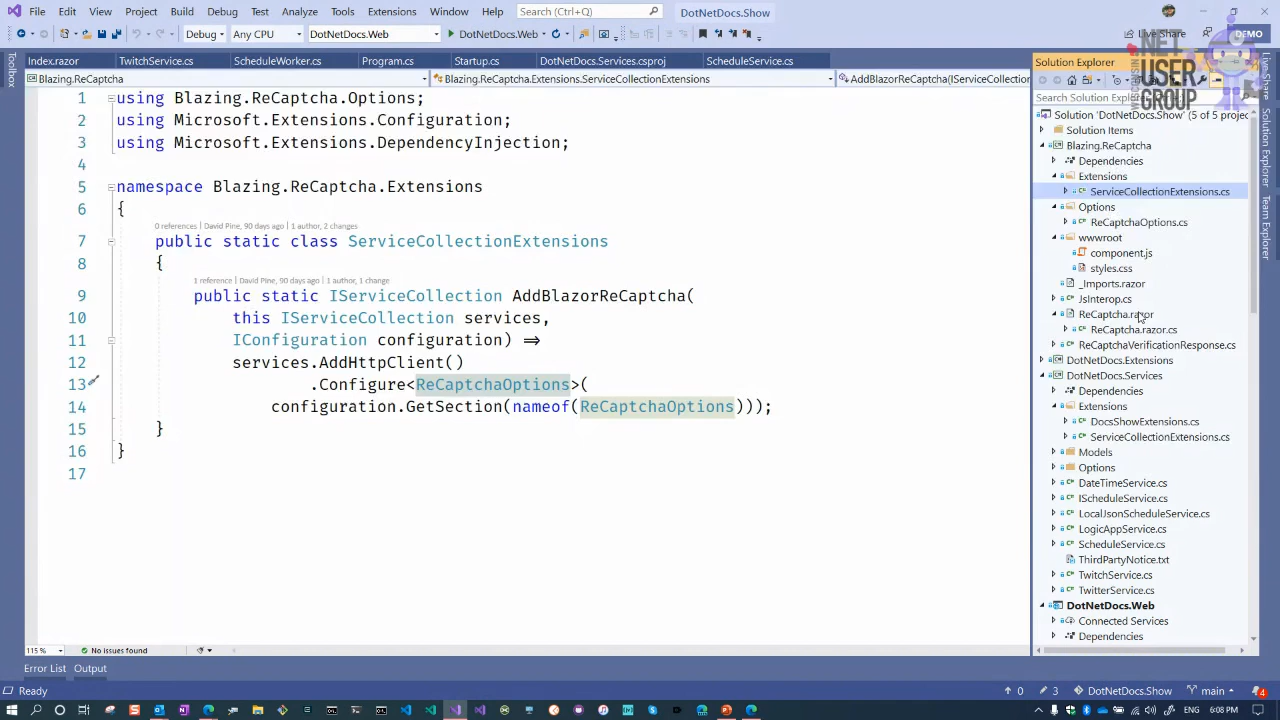 File Edit View Git Project Build Debug Test Analyze Tools Extensions Window Help Search (Ctrl+Q) DotNetDocs.Show
Debug Any CPU DotNetDocs.Web DotNetDocs.Web Live Share DEMO
Index.razor TwitchService.cs ScheduleWorker.cs Program.cs Startup.cs DotNetDocs.Services.csproj ScheduleService.cs
Blazing.ReCaptcha Blazing.ReCaptcha.Extensions.ServiceCollectionExtensions AddBlazorReCaptcha(IServiceCollection
Toolbox
1 using Blazing.ReCaptcha.Options;
2 using Microsoft.Extensions.Configuration;
3 using Microsoft.Extensions.DependencyInjection;
4
5 namespace Blazing.ReCaptcha.Extensions
6 {
0 references | David Pine, 90 days ago | 1 author, 2 changes
7 public static class ServiceCollectionExtensions
8 {
1 reference | David Pine, 90 days ago | 1 author, 1 change
9 public static IServiceCollection AddBlazorReCaptcha(
10 this IServiceCollection services,
11 IConfiguration configuration) =>
12 services.AddHttpClient()
13 .Configure<ReCaptchaOptions>(
14 configuration.GetSection(nameof(ReCaptchaOptions)));
15 }
16 }
17
115 % No issues found
Solution Explorer
.NET
USER
GROUP
WISCONSIN
Search Solution Explorer
Solution 'DotNetDocs.Show' (5 of 5 projec
Solution Items
Blazing.ReCaptcha
Dependencies
Extensions
ServiceCollectionExtensions.cs
Options
ReCaptchaOptions.cs
wwwroot
component.js
styles.css
_Imports.razor
JsInterop.cs
ReCaptcha.razor
ReCaptcha.razor.cs
ReCaptchaVerificationResponse.cs
DotNetDocs.Extensions
DotNetDocs.Services
Dependencies
Extensions
DocsShowExtensions.cs
ServiceCollectionExtensions.cs
Models
Options
DateTimeService.cs
IScheduleService.cs
LocalJsonScheduleService.cs
LogicAppService.cs
ScheduleService.cs
ThirdPartyNotice.txt
TwitchService.cs
TwitterService.cs
DotNetDocs.Web
Connected Services
Dependencies
Live Share
Solution Explorer
Team Explorer
Error List Output
Ready 0 3 DotNetDocs.Show main 4
6:08 PM